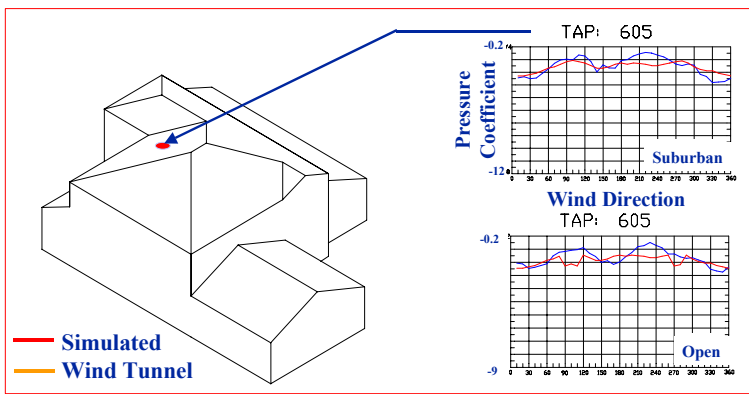 TAP: 605
-0.2
Pressure
Coefficient
Suburban
-12
0 30 60 90 120 150 180 210 240 270 300 330 360
Wind Direction
TAP: 605
-0.2
Open
-9
0 30 60 90 120 150 180 210 240 270 300 330 360
Simulated
Wind Tunnel